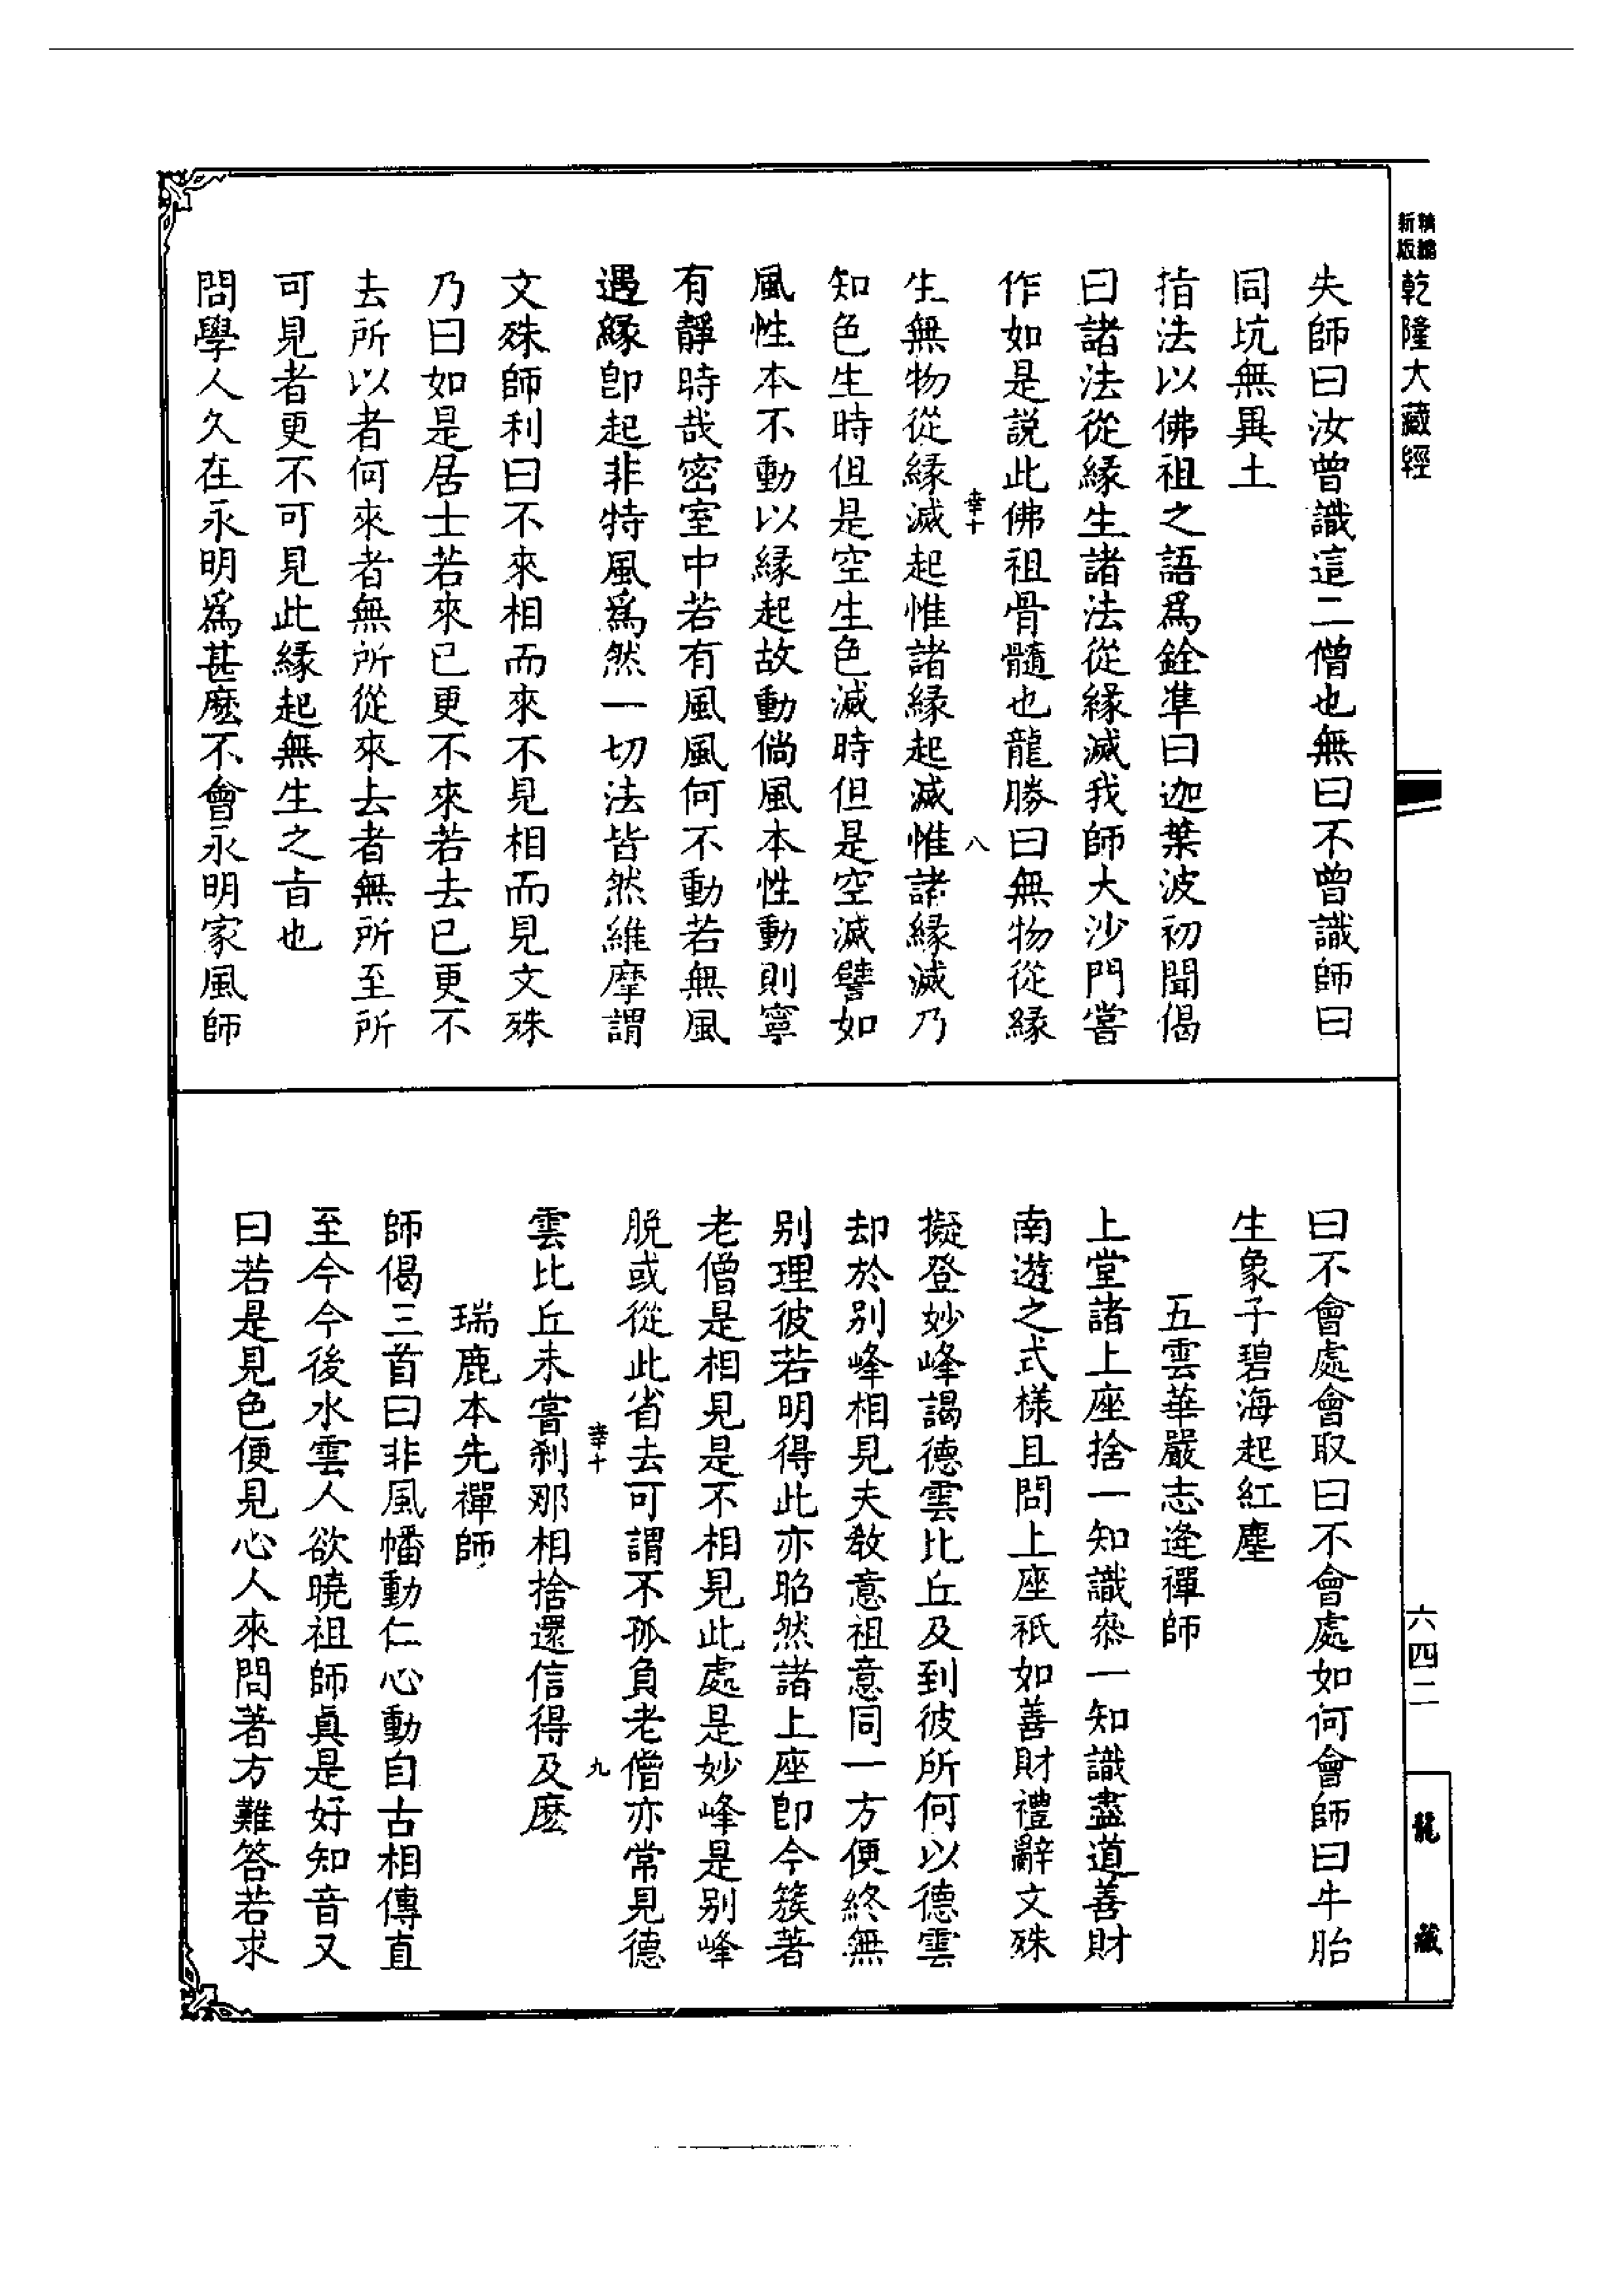 新版
精編
乾隆大藏經
失師曰汝曾識這二僧也無曰不曾識師曰
同坑無異土
指法以佛祖之語爲銓準曰迦葉波初聞偈
曰諸法從緣生諸法從緣滅我師大沙門嘗
作如是說此佛祖骨髓也龍勝曰無物從緣
生無物從緣滅起惟諸緣起滅惟諸緣滅乃
幸十
八
知色生時但是空生色滅時但是空滅譬如
風性本不動以緣起故動倘風本性動則寧
有靜時哉密室中若有風風何不動若無風
遇緣卽起非特風爲然一切法皆然維摩謂
文殊師利曰不來相而來不見相而見文殊
乃曰如是居士若來已更不來若去已更不
去所以者何來者無所從來去者無所至所
可見者更不可見此緣起無生之旨也
問學人久在永明爲甚麽不會永明家風師
曰不會處會取曰不會處如何會師曰牛胎
生象子碧海起紅塵
五雲華嚴志逄禪師
上堂諸上座捨一知識叅一知識盡道善財
南遊之式樣且問上座祇如善財禮辭文殊
擬登妙峰謁德雲比丘及到彼所何以德雲
却於別峰相見夫敎意祖意同一方便終無
別理彼若明得此亦昭然諸上座卽今簇著
老僧是相見是不相見此處是妙峰是別峰
脫或從此省去可謂不孤負老僧亦常見德
幸十
九
雲比丘未嘗刹那相捨還信得及麽
瑞鹿本先禪師
師偈三首曰非風幡動仁心動自古相傳直
至今今後水雲人欲曉祖師眞是好知音又
曰若是見色便見心人來問著方難答若求
六四二
龍藏